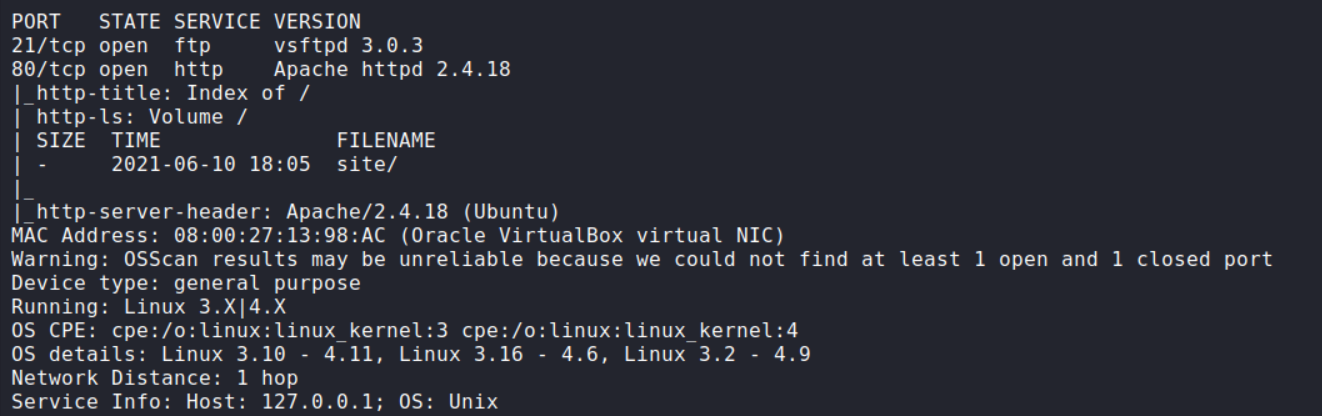 PORT   STATE SERVICE VERSION
21/tcp open  ftp     vsftpd 3.0.3
80/tcp open  http    Apache httpd 2.4.18
|_http-title: Index of /
| http-ls: Volume /
| SIZE  TIME              FILENAME
| -     2021-06-10 18:05  site/
|_
|_http-server-header: Apache/2.4.18 (Ubuntu)
MAC Address: 08:00:27:13:98:AC (Oracle VirtualBox virtual NIC)
Warning: OSScan results may be unreliable because we could not find at least 1 open and 1 closed port
Device type: general purpose
Running: Linux 3.X|4.X
OS CPE: cpe:/o:linux:linux_kernel:3 cpe:/o:linux:linux_kernel:4
OS details: Linux 3.10 - 4.11, Linux 3.16 - 4.6, Linux 3.2 - 4.9
Network Distance: 1 hop
Service Info: Host: 127.0.0.1; OS: Unix